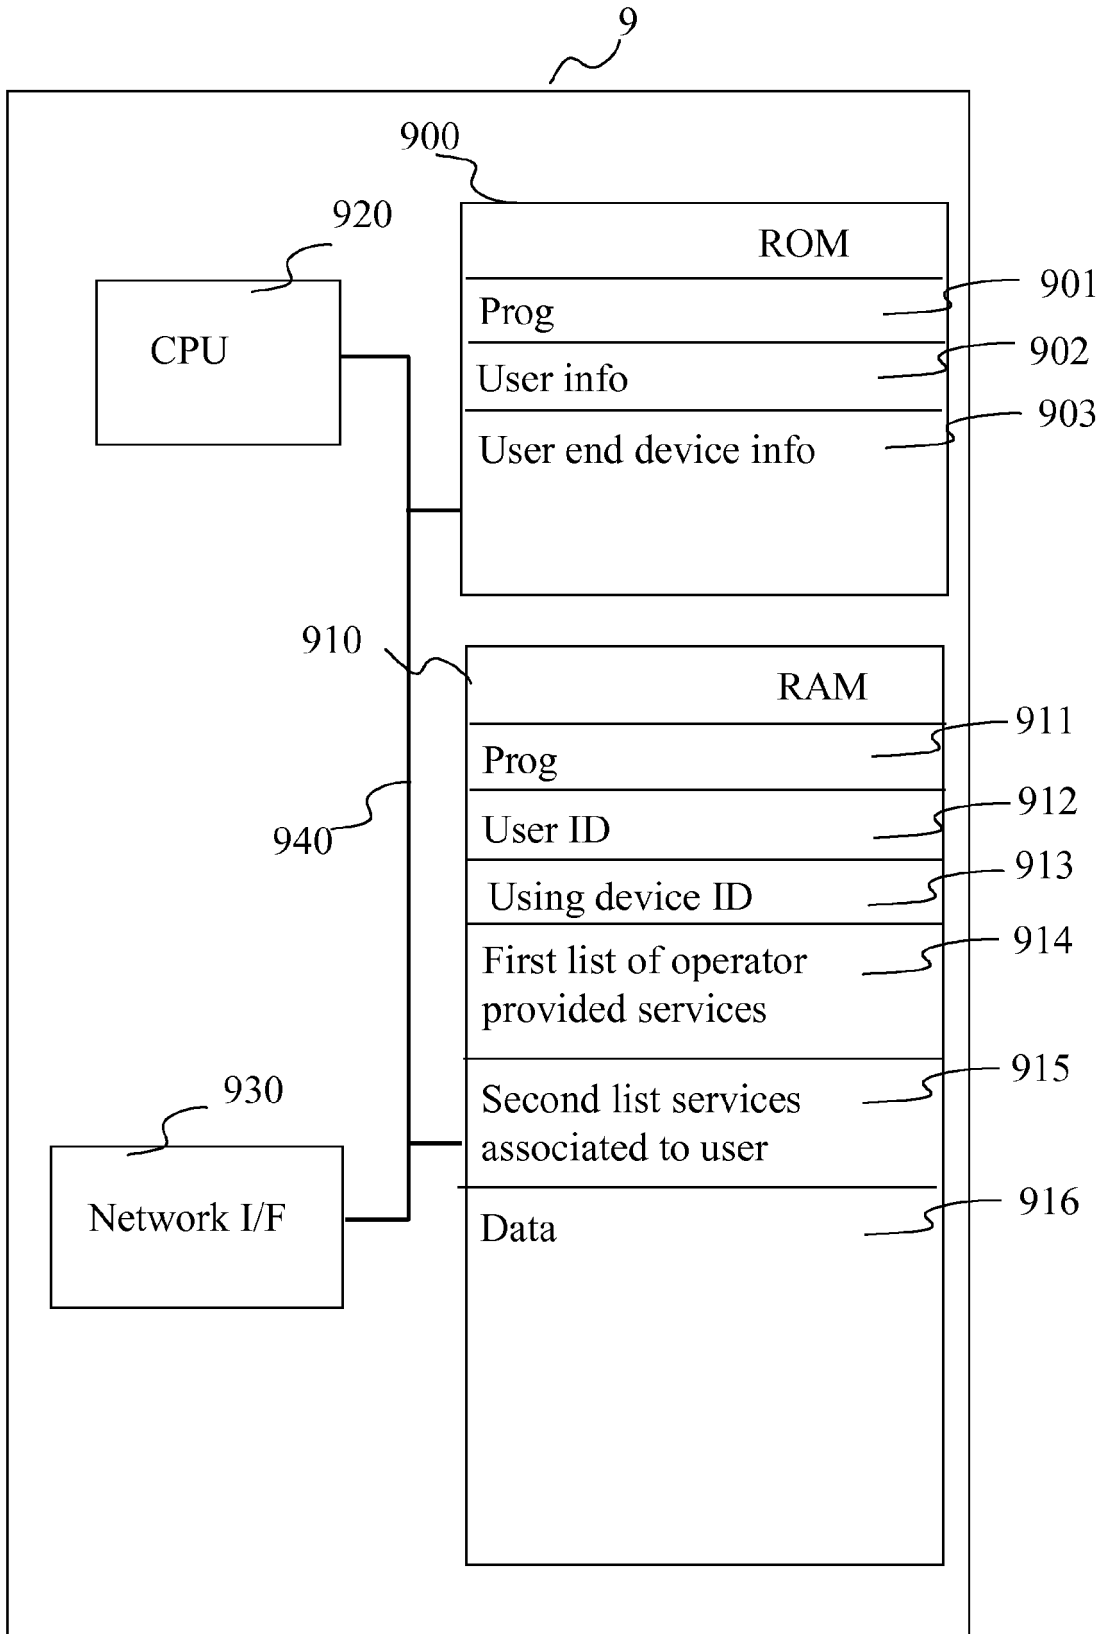 9
900
920
ROM
901
Prog
CPU
902
User info
903
User end device info
910
RAM
911
Prog
912
User ID
940
913
Using device ID
914
First list of operator
provided services
915
930
Second list services
associated to user
916
Network I/F
Data